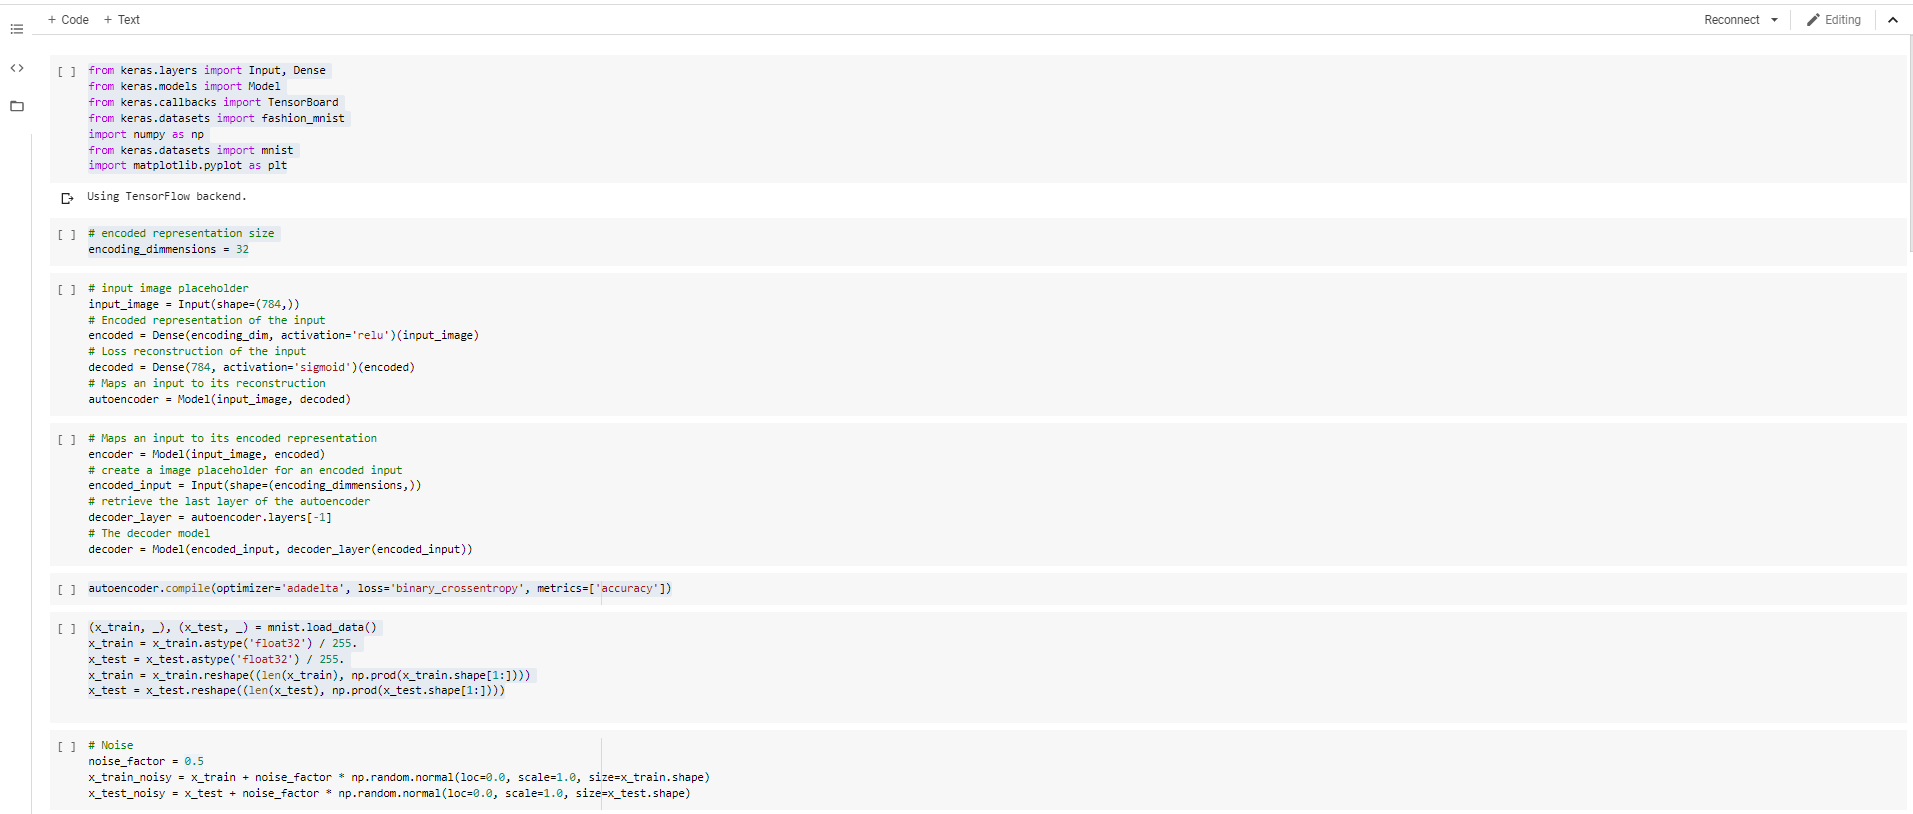 + Code + Text
Reconnect
Editing
[ ] from keras.layers import Input, Dense
from keras.models import Model
from keras.callbacks import TensorBoard
from keras.datasets import fashion_mnist
import numpy as np
from keras.datasets import mnist
import matplotlib.pyplot as plt
Using TensorFlow backend.
[ ] # encoded representation size
encoding_dimmensions = 32
[ ] # input image placeholder
input_image = Input(shape=(784,))
# Encoded representation of the input
encoded = Dense(encoding_dim, activation='relu')(input_image)
# Loss reconstruction of the input
decoded = Dense(784, activation='sigmoid')(encoded)
# Maps an input to its reconstruction
autoencoder = Model(input_image, decoded)
[ ] # Maps an input to its encoded representation
encoder = Model(input_image, encoded)
# create a image placeholder for an encoded input
encoded_input = Input(shape=(encoding_dimmensions,))
# retrieve the last layer of the autoencoder
decoder_layer = autoencoder.layers[-1]
# The decoder model
decoder = Model(encoded_input, decoder_layer(encoded_input))
[ ] autoencoder.compile(optimizer='adadelta', loss='binary_crossentropy', metrics=['accuracy'])
[ ] (x_train, _), (x_test, _) = mnist.load_data()
x_train = x_train.astype('float32') / 255.
x_test = x_test.astype('float32') / 255.
x_train = x_train.reshape((len(x_train), np.prod(x_train.shape[1:])))
x_test = x_test.reshape((len(x_test), np.prod(x_test.shape[1:])))
[ ] # Noise
noise_factor = 0.5
x_train_noisy = x_train + noise_factor * np.random.normal(loc=0.0, scale=1.0, size=x_train.shape)
x_test_noisy = x_test + noise_factor * np.random.normal(loc=0.0, scale=1.0, size=x_test.shape)